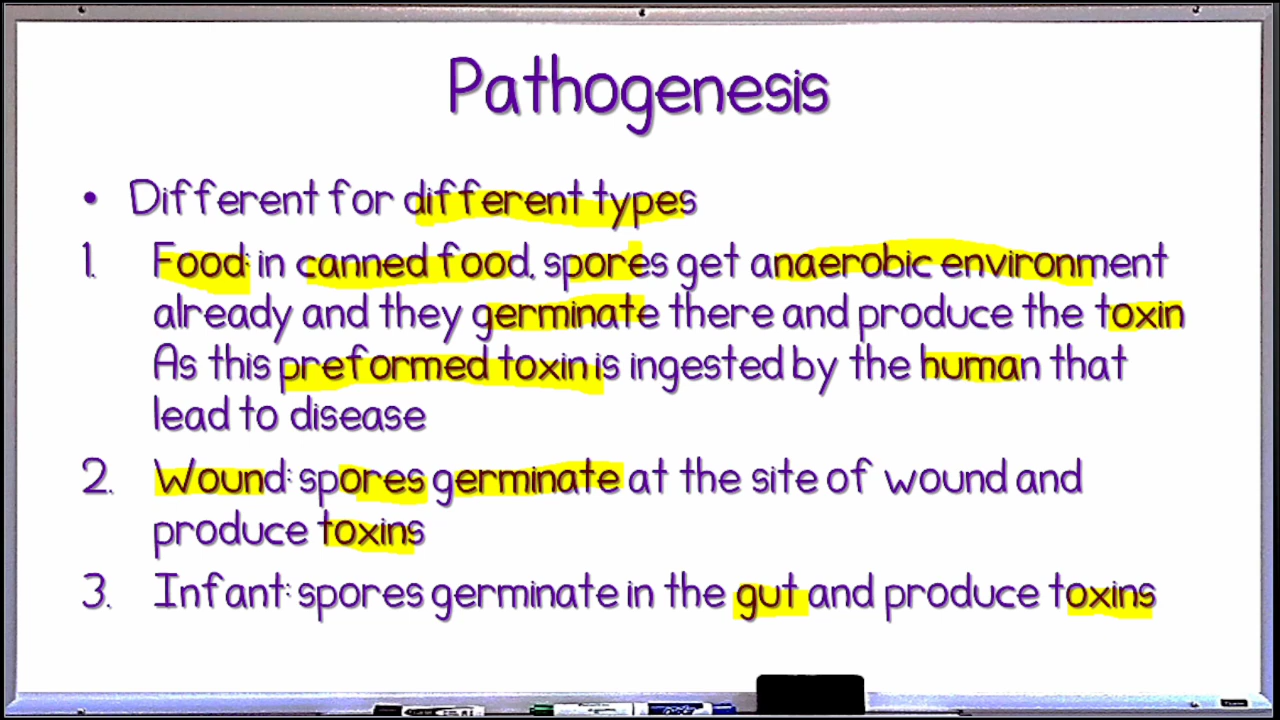 Pathogenesis
• Different for different types
1. Food: in canned food, spores get anaerobic environment
already and they germinate there and produce the toxin
As this preformed toxin is ingested by the human that
lead to disease
2. Wound: spores germinate at the site of wound and
produce toxins
3. Infant: spores germinate in the gut and produce toxins